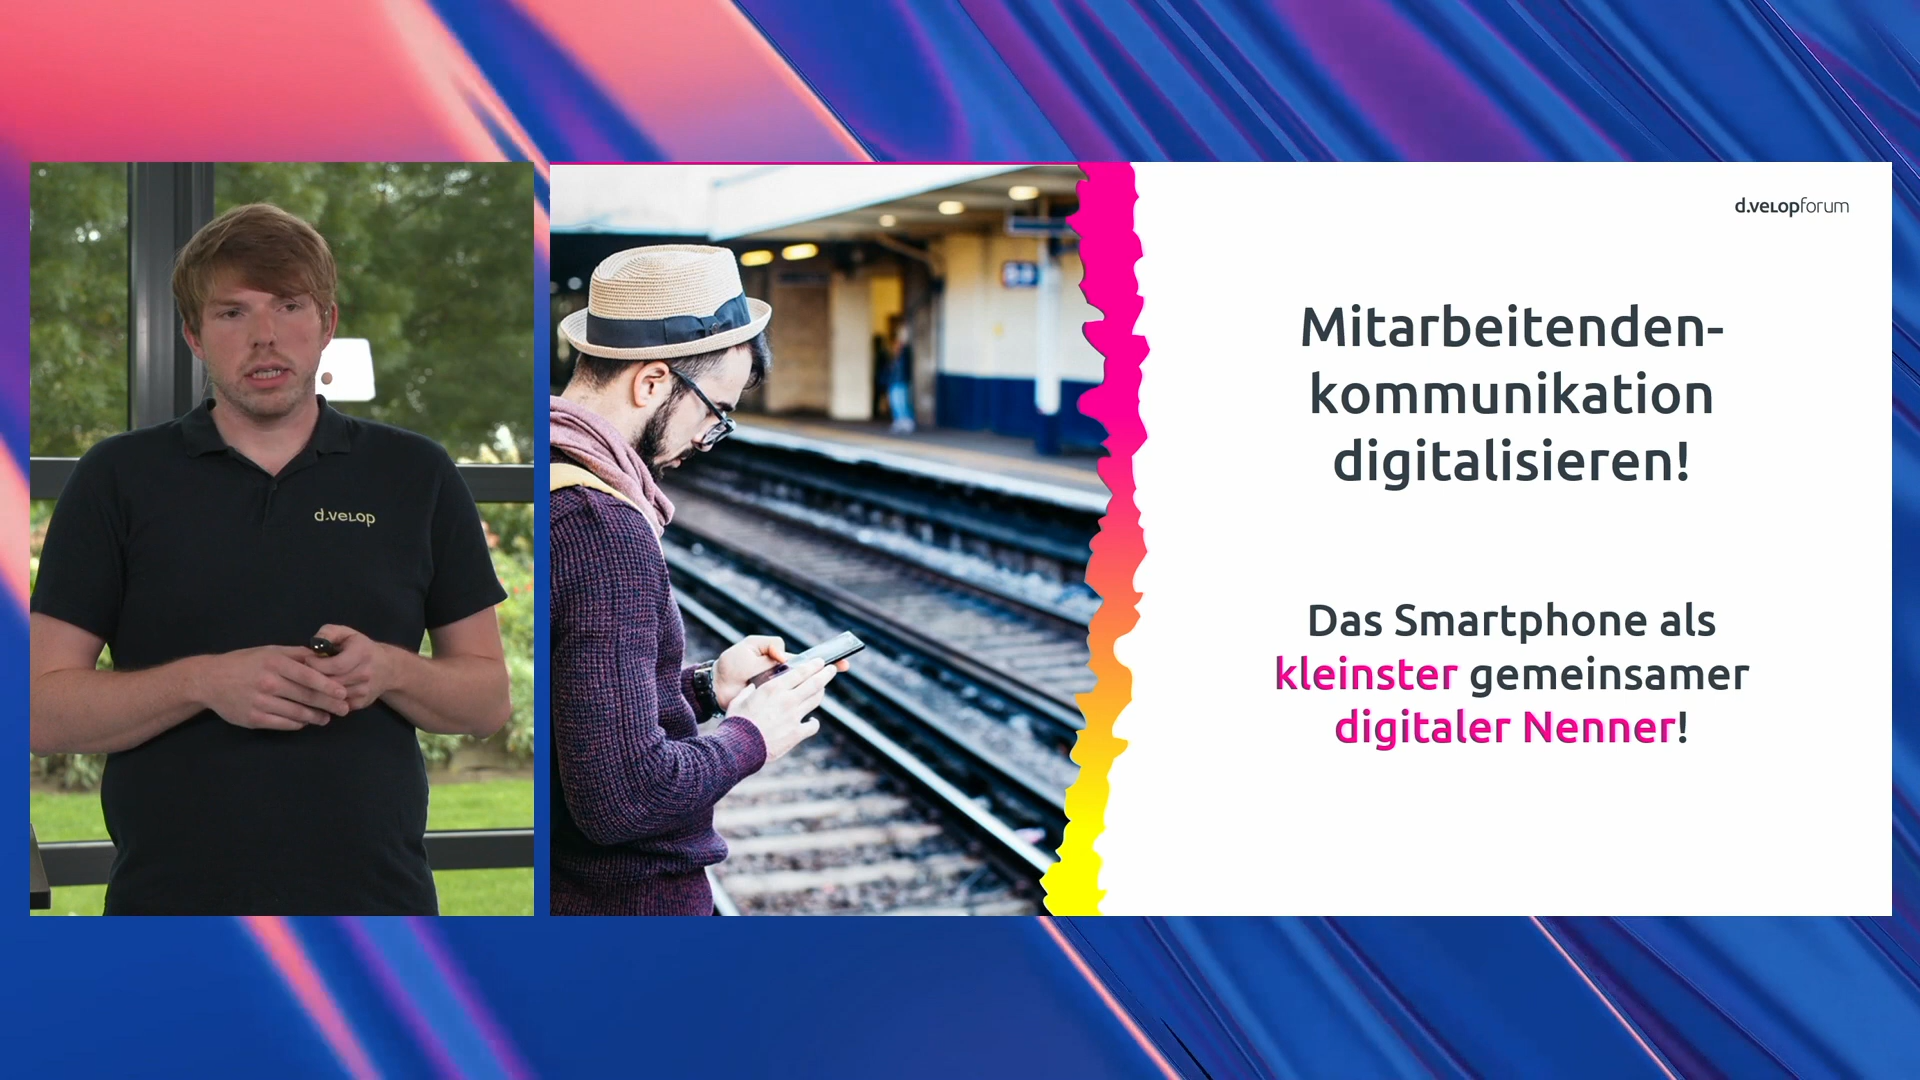 d.velop
d.velopforum
Mitarbeitenden-
kommunikation
digitalisieren!
Das Smartphone als
kleinster gemeinsamer
digitaler Nenner!